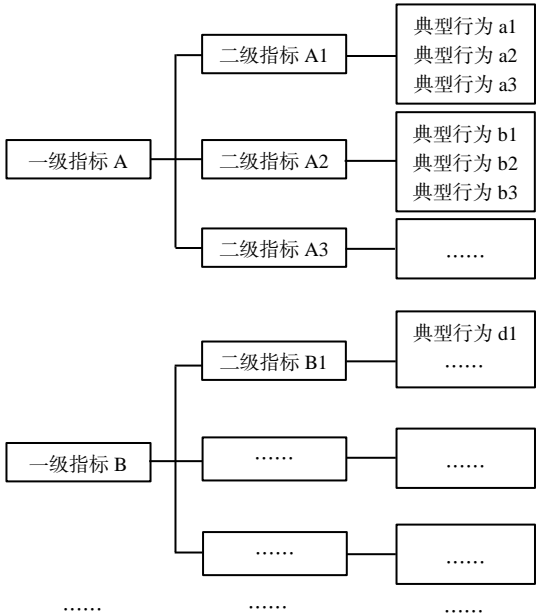 一级指标 A
二级指标 A1
典型行为 a1
典型行为 a2
典型行为 a3
二级指标 A2
典型行为 b1
典型行为 b2
典型行为 b3
二级指标 A3
……
一级指标 B
二级指标 B1
典型行为 d1
……
……
……
……
……
……
……
……